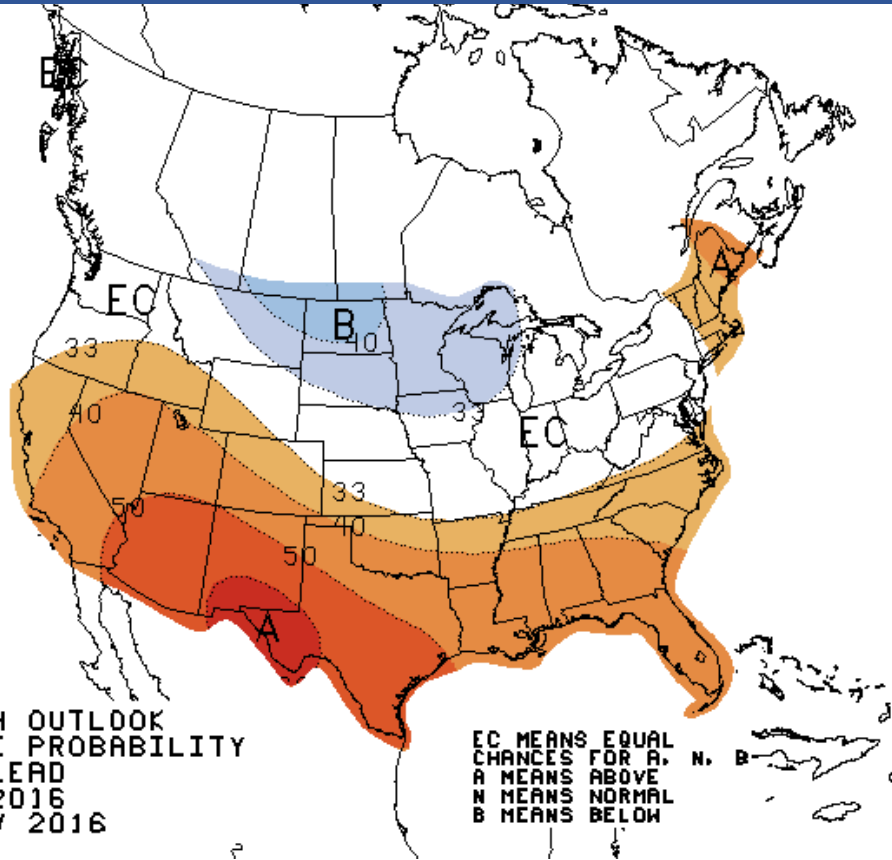 EC
A
EC
B
40
33
40
33
EC
33
50
40
50
A
H OUTLOOK
E PROBABILITY
LEAD
2016
Y 2016
EC MEANS EQUAL
CHANCES FOR A, N, B
A MEANS ABOVE
N MEANS NORMAL
B MEANS BELOW